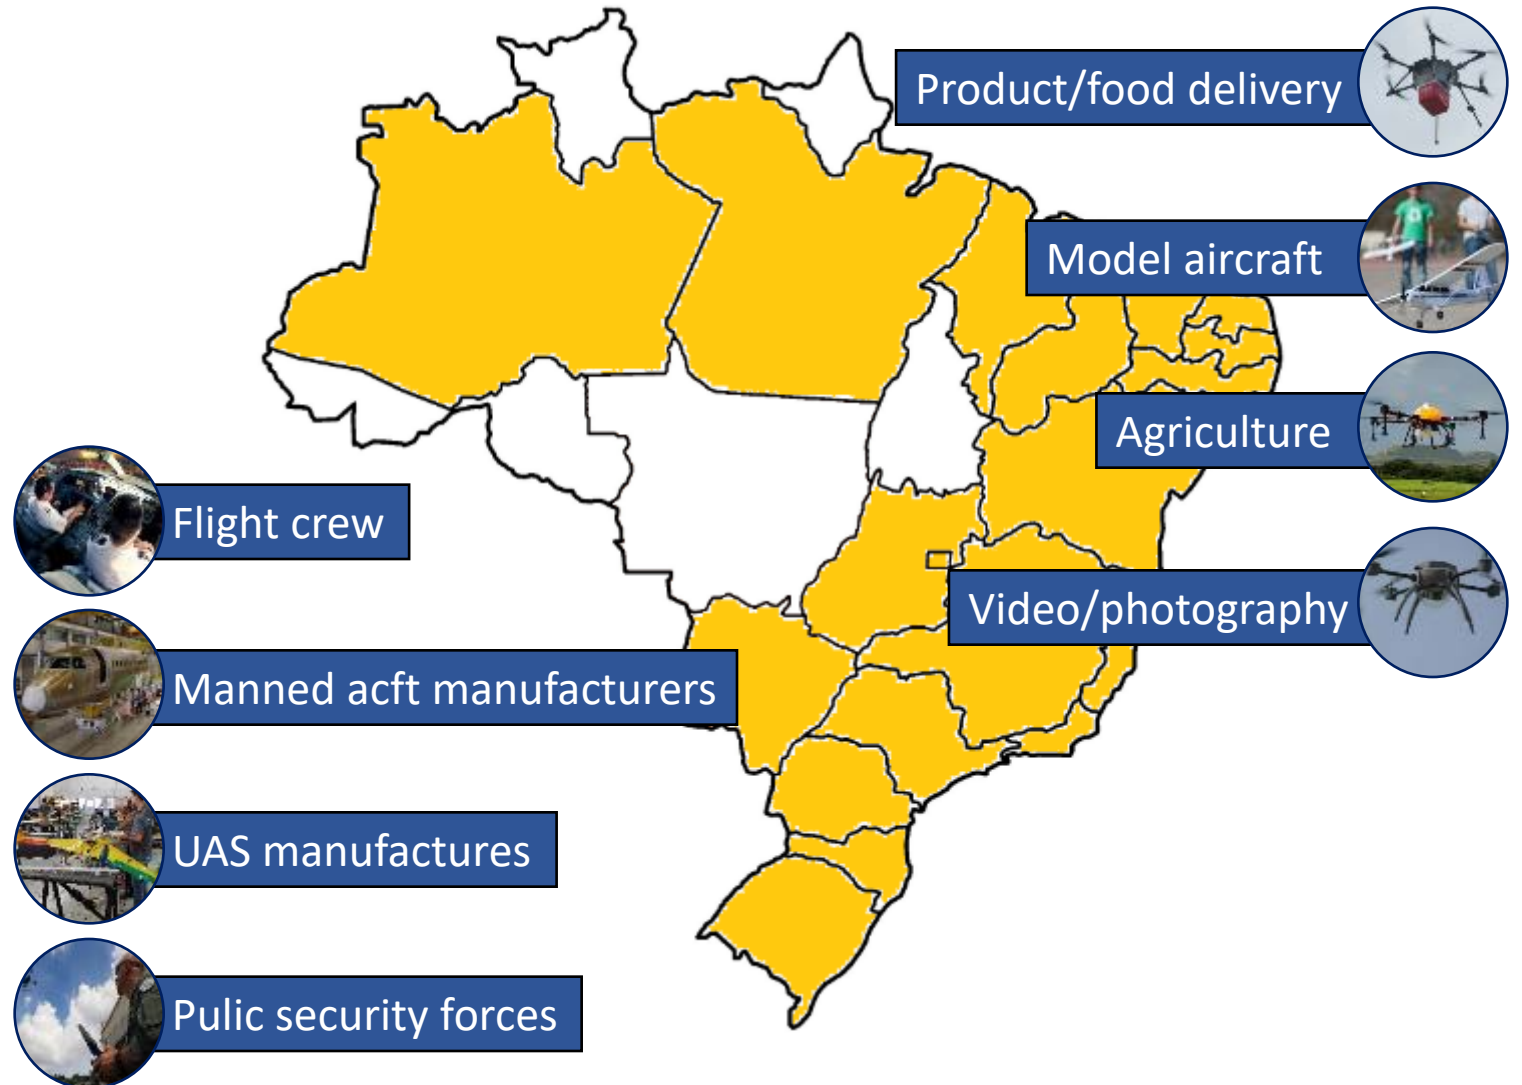 Product/food delivery
Model aircraft
Agriculture
Video/photography
Flight crew
Manned acft manufacturers
UAS manufactures
Pulic security forces